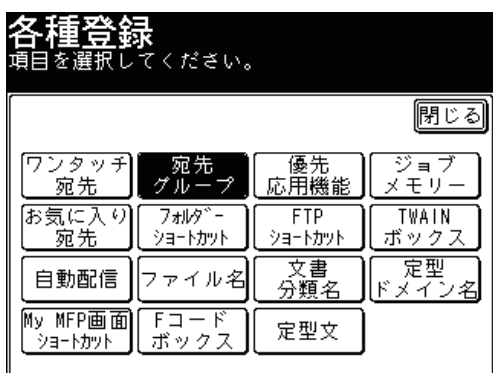 各種登録
項目を選択してください。
閉じる
ワンタッチ
宛先
宛先
グループ
優先
応用機能
ジョブ
メモリー
お気に入り
宛先
フォルダー
ショートカット
FTP
ショートカット
TWAIN
ボックス
自動配信
ファイル名
文書
分類名
定型
ドメイン名
My MFP画面
ショートカット
Fコード
ボックス
定型文